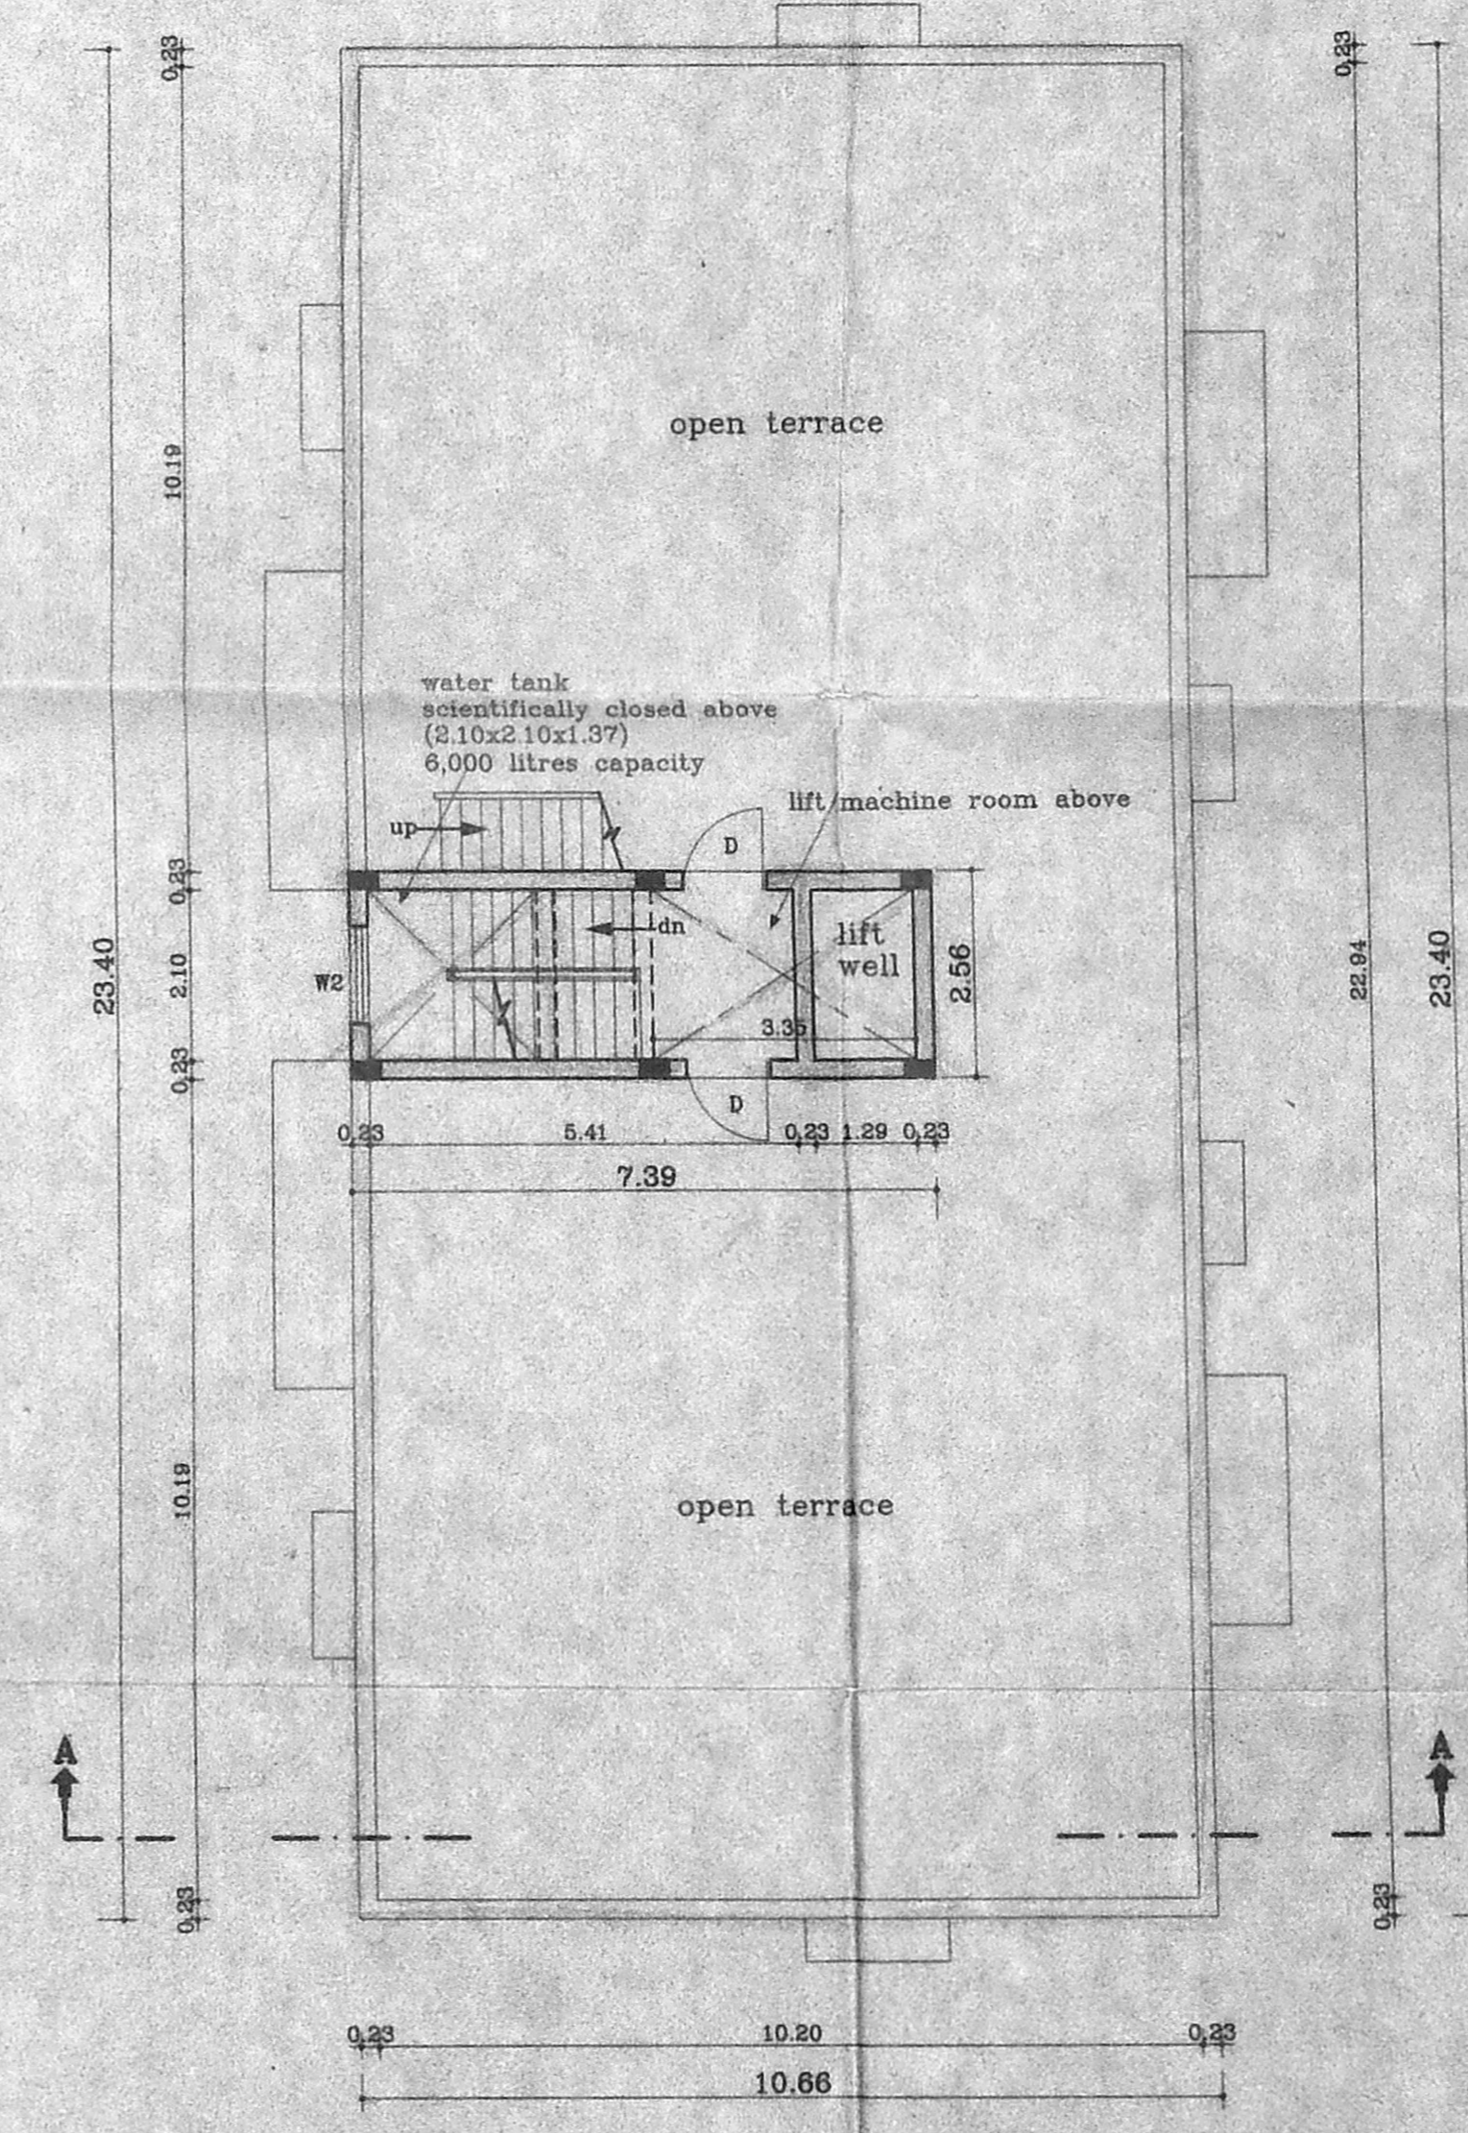 0.23
0.23
open terrace
10.19
water tank
scientifically closed above
(2.10x2.10x1.37)
6,000 litres capacity
lift machine room above
up
D
0.23
dn
lift
well
W2
23.40
2.10
2.56
22.94
23.40
3.35
0.23
D
0.23
5.41
0.23
1.29
0.23
7.39
10.19
open terrace
A
A
0.23
0.23
0.23
10.20
0.23
10.66